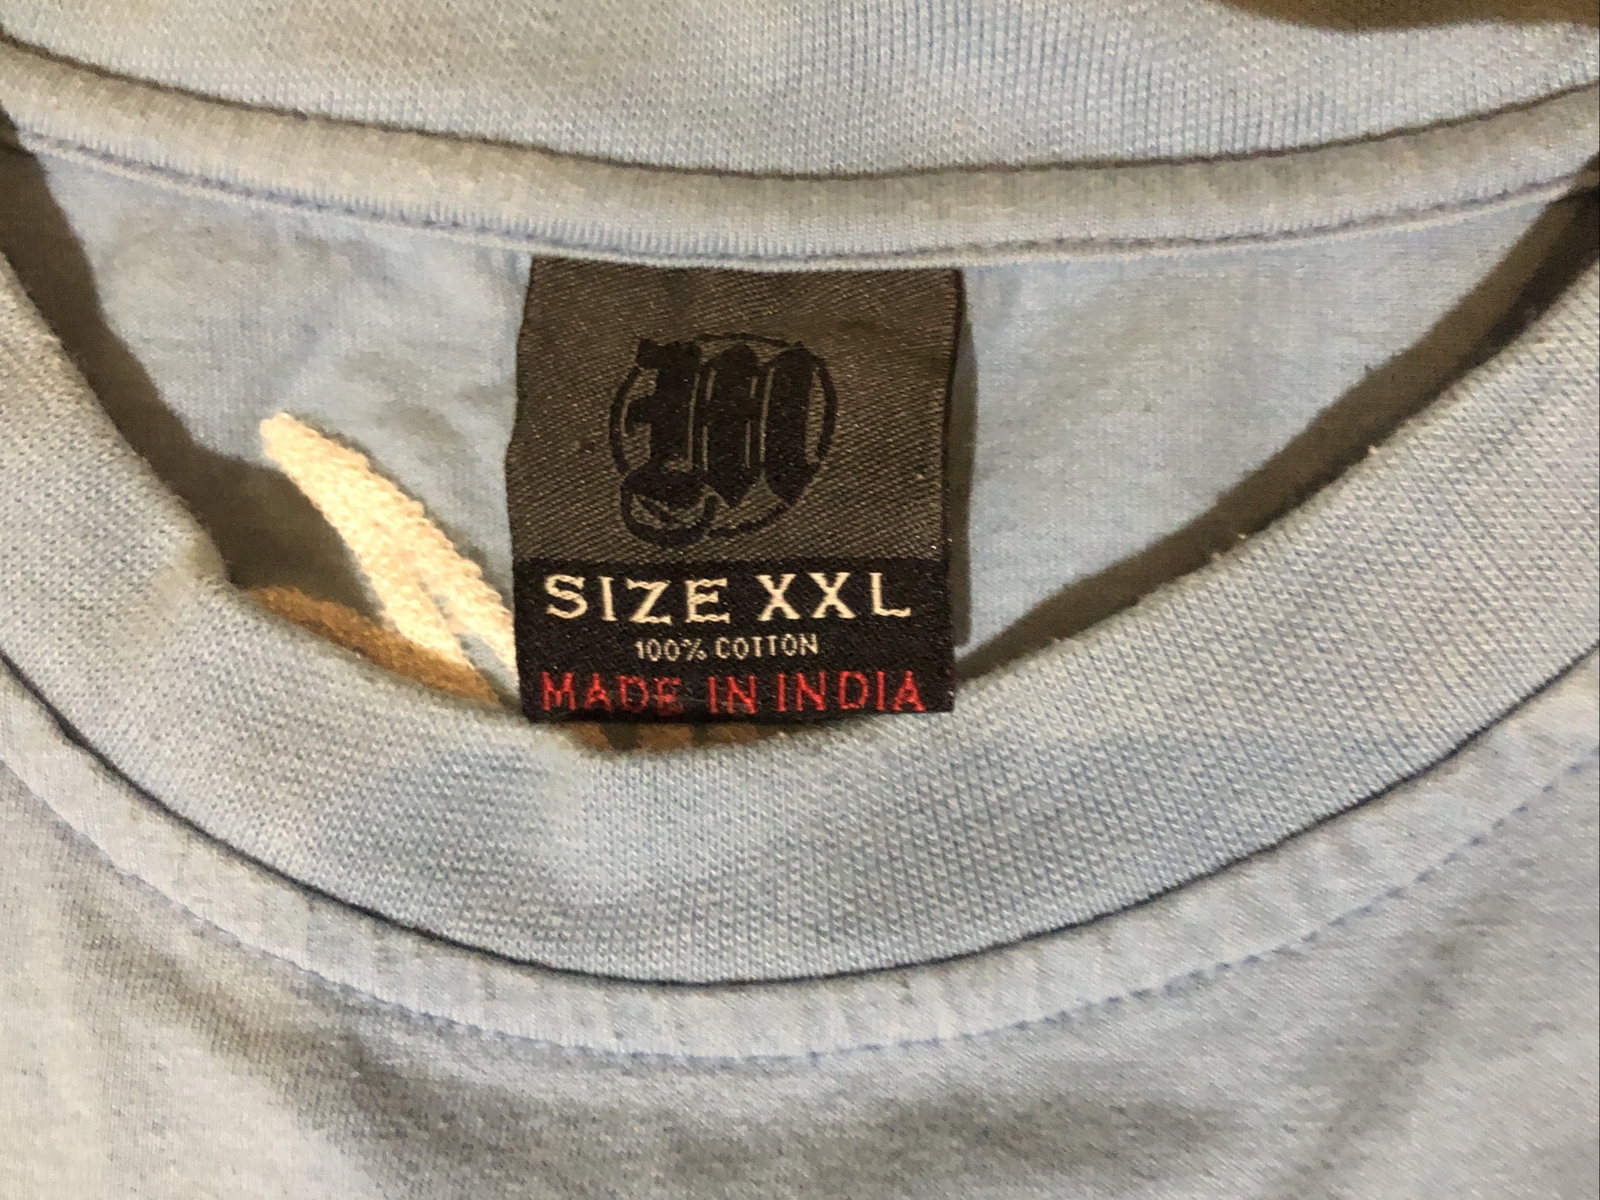 M
SIZE XXL
100% COTTON
MADE IN INDIA